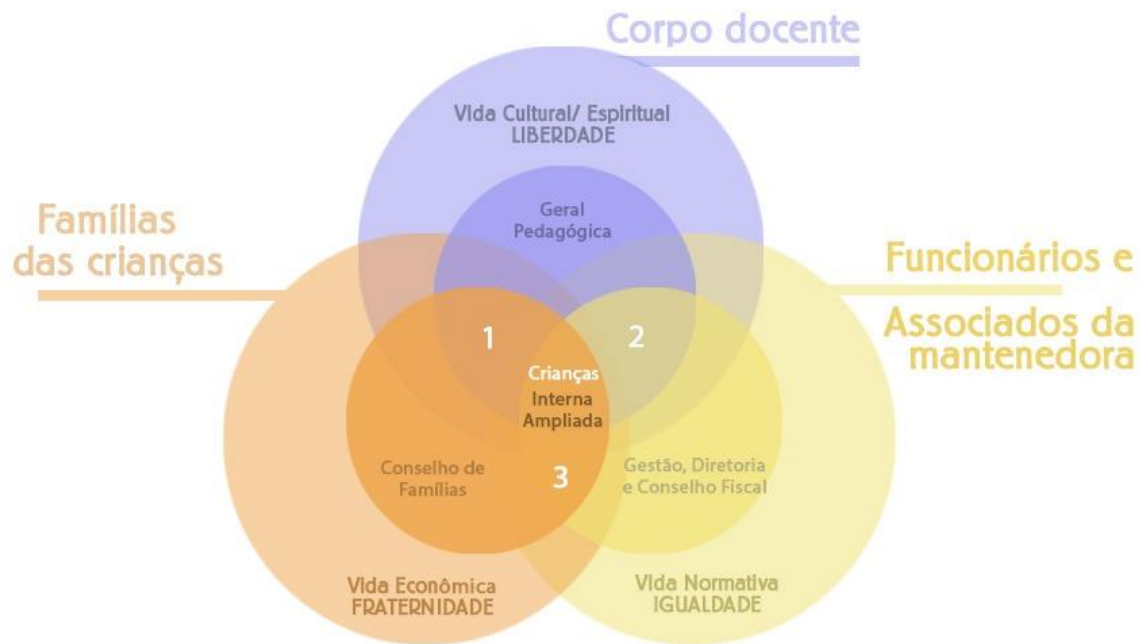 Corpo docente
Vida Cultural/ Espiritual
LIBERDADE
Geral
Pedagógica
Famílias
das crianças
Funcionários e
Associados da
mantenedora
1
2
Crianças
Interna
Ampliada
Conselho de
Famílias
3
Gestão, Diretoria
e Conselho Fiscal
Vida Econômica
FRATERNIDADE
Vida Normativa
IGUALDADE